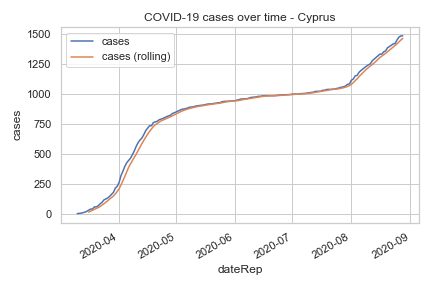 COVID-19 cases over time - Cyprus
cases
cases (rolling)
1500
1250
1000
750
500
250
0
cases
2020-04
2020-05
2020-06
2020-07
2020-08
2020-09
dateRep